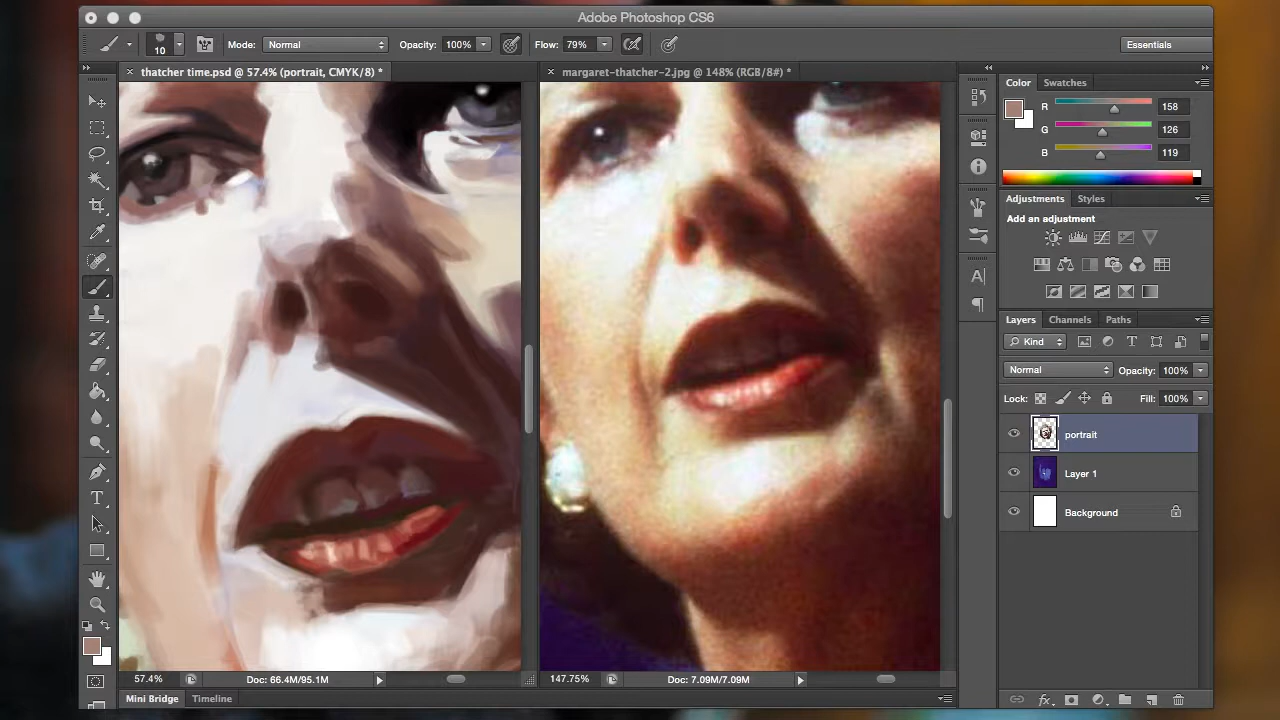 Adobe Photoshop CS6
10 Mode: Normal Opacity: 100% Flow: 79% Essentials
× thatcher time.psd @ 57.4% (portrait, CMYK/8) * × margaret-thatcher-2.jpg @ 148% (RGB/8#) *
Color Swatches
R 158
G 126
B 119
Adjustments Styles
Add an adjustment
Layers Channels Paths
Kind
Normal Opacity: 100%
Lock: Fill: 100%
portrait
Layer 1
Background
57.4% Doc: 66.4M/95.1M 147.75% Doc: 7.09M/7.09M
Mini Bridge Timeline